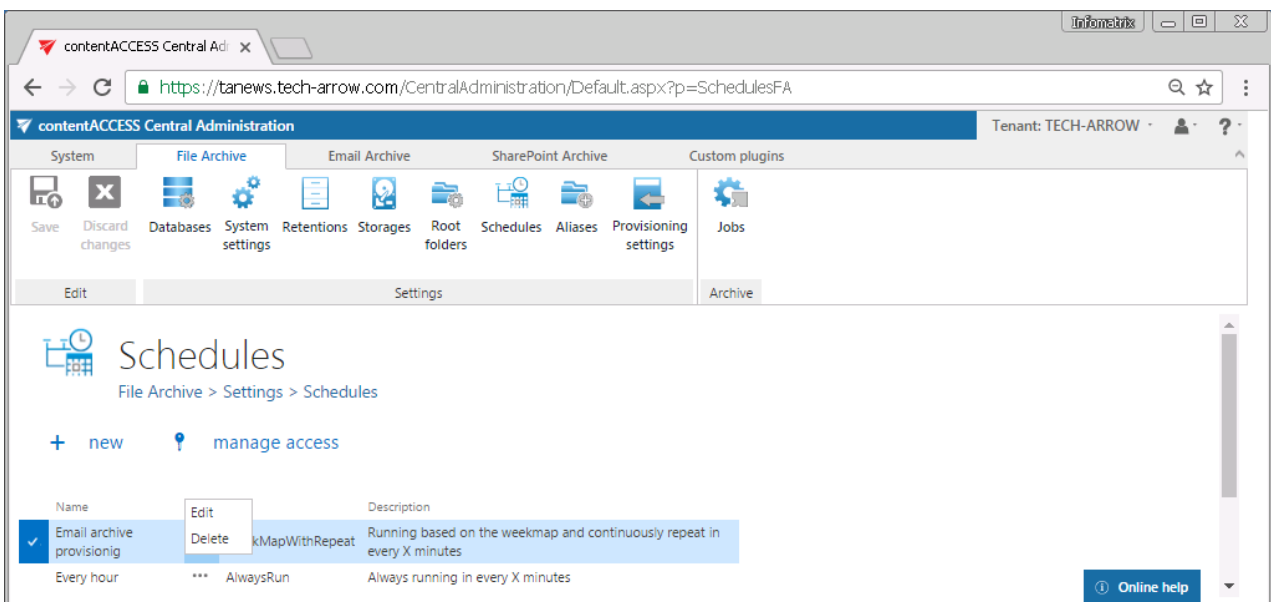 Infomatrix
contentACCESS Central Adr
https://tanews.tech-arrow.com/CentralAdministration/Default.aspx?p=SchedulesFA
contentACCESS Central Administration
Tenant: TECH-ARROW
?
System File Archive Email Archive SharePoint Archive Custom plugins
Save Discard changes Databases System settings Retentions Storages Root folders Schedules Aliases Provisioning settings Jobs
Edit Settings Archive
Schedules
File Archive > Settings > Schedules
+ new manage access
Name Description
Edit
Delete
Email archive provisionig kMapWithRepeat Running based on the weekmap and continuously repeat in every X minutes
Every hour ••• AlwaysRun Always running in every X minutes
Online help